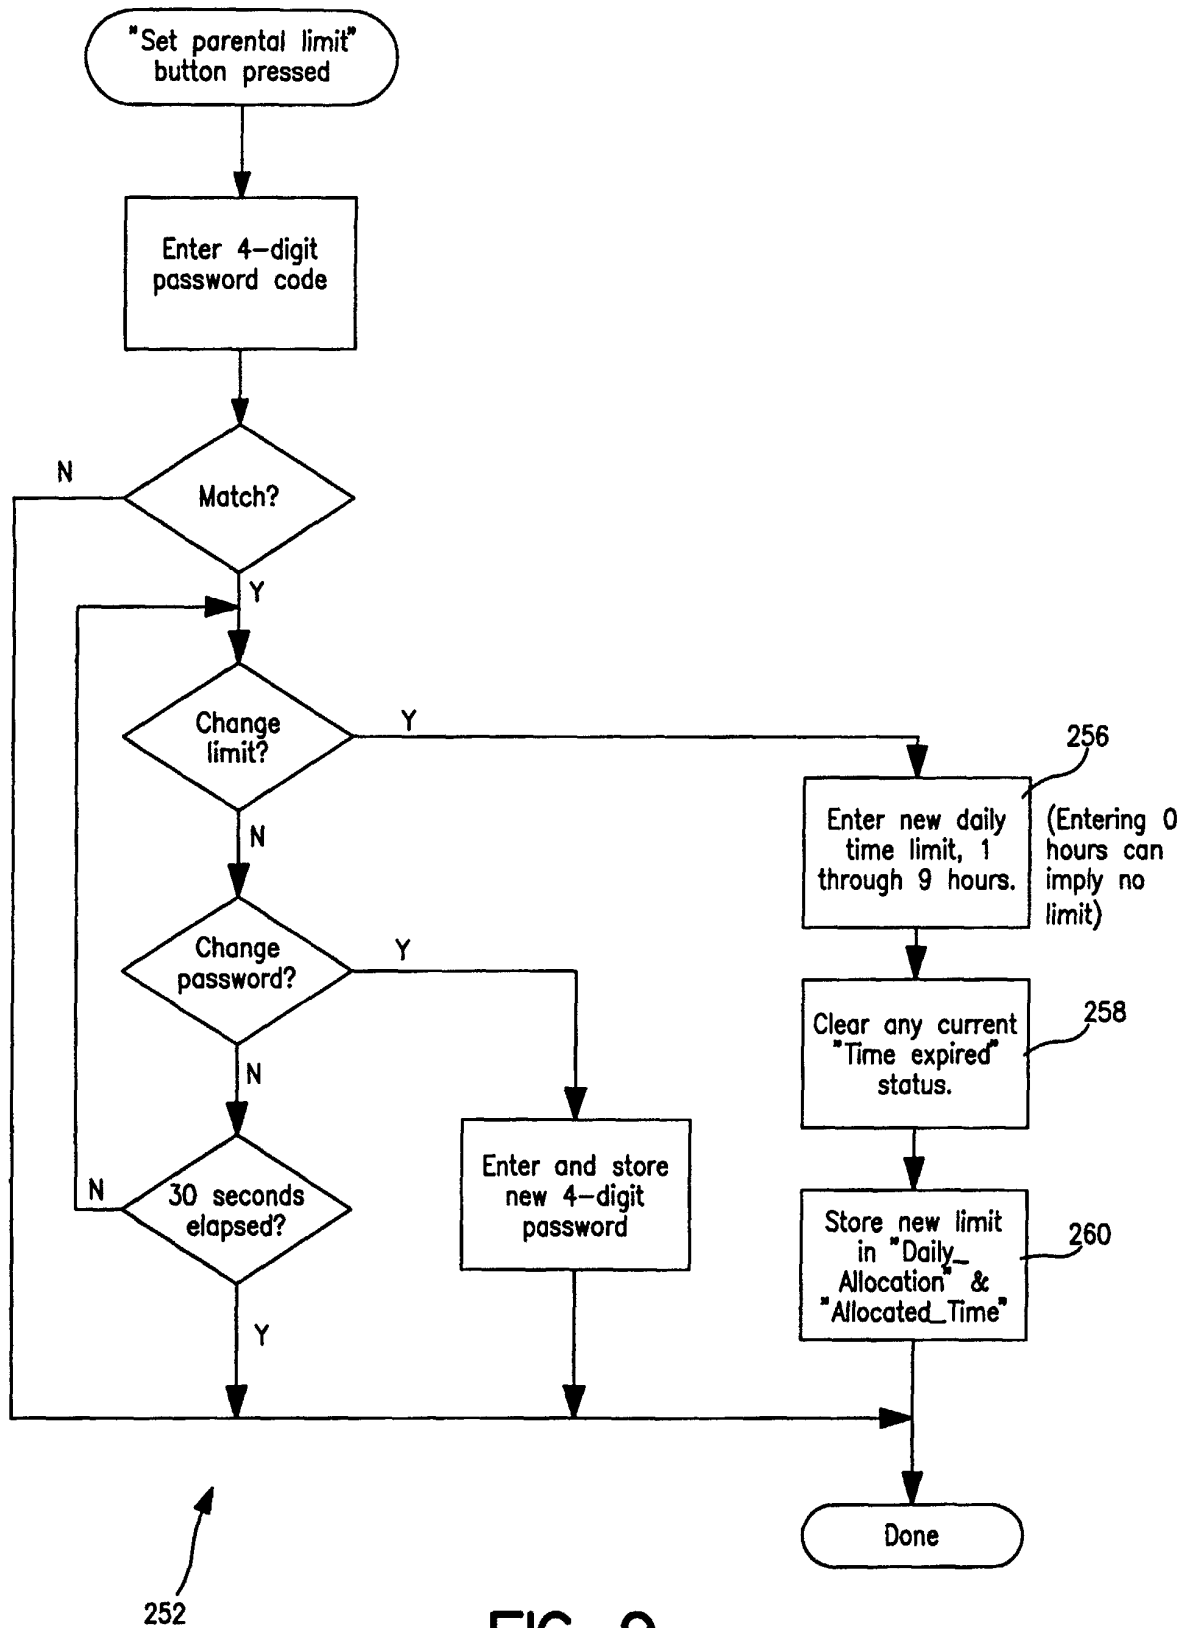 "Set parental limit"
button pressed
Enter 4-digit
password code
N
Match?
Y
Change
limit?
Y
N
256
Enter new daily
time limit, 1
through 9 hours.
(Entering 0
hours can
imply no
limit)
Change
password?
Y
N
258
Clear any current
"Time expired"
status.
30 seconds
elapsed?
N
Y
Enter and store
new 4-digit
password
260
Store new limit
in "Daily_
Allocation" &
"Allocated_Time"
Done
252